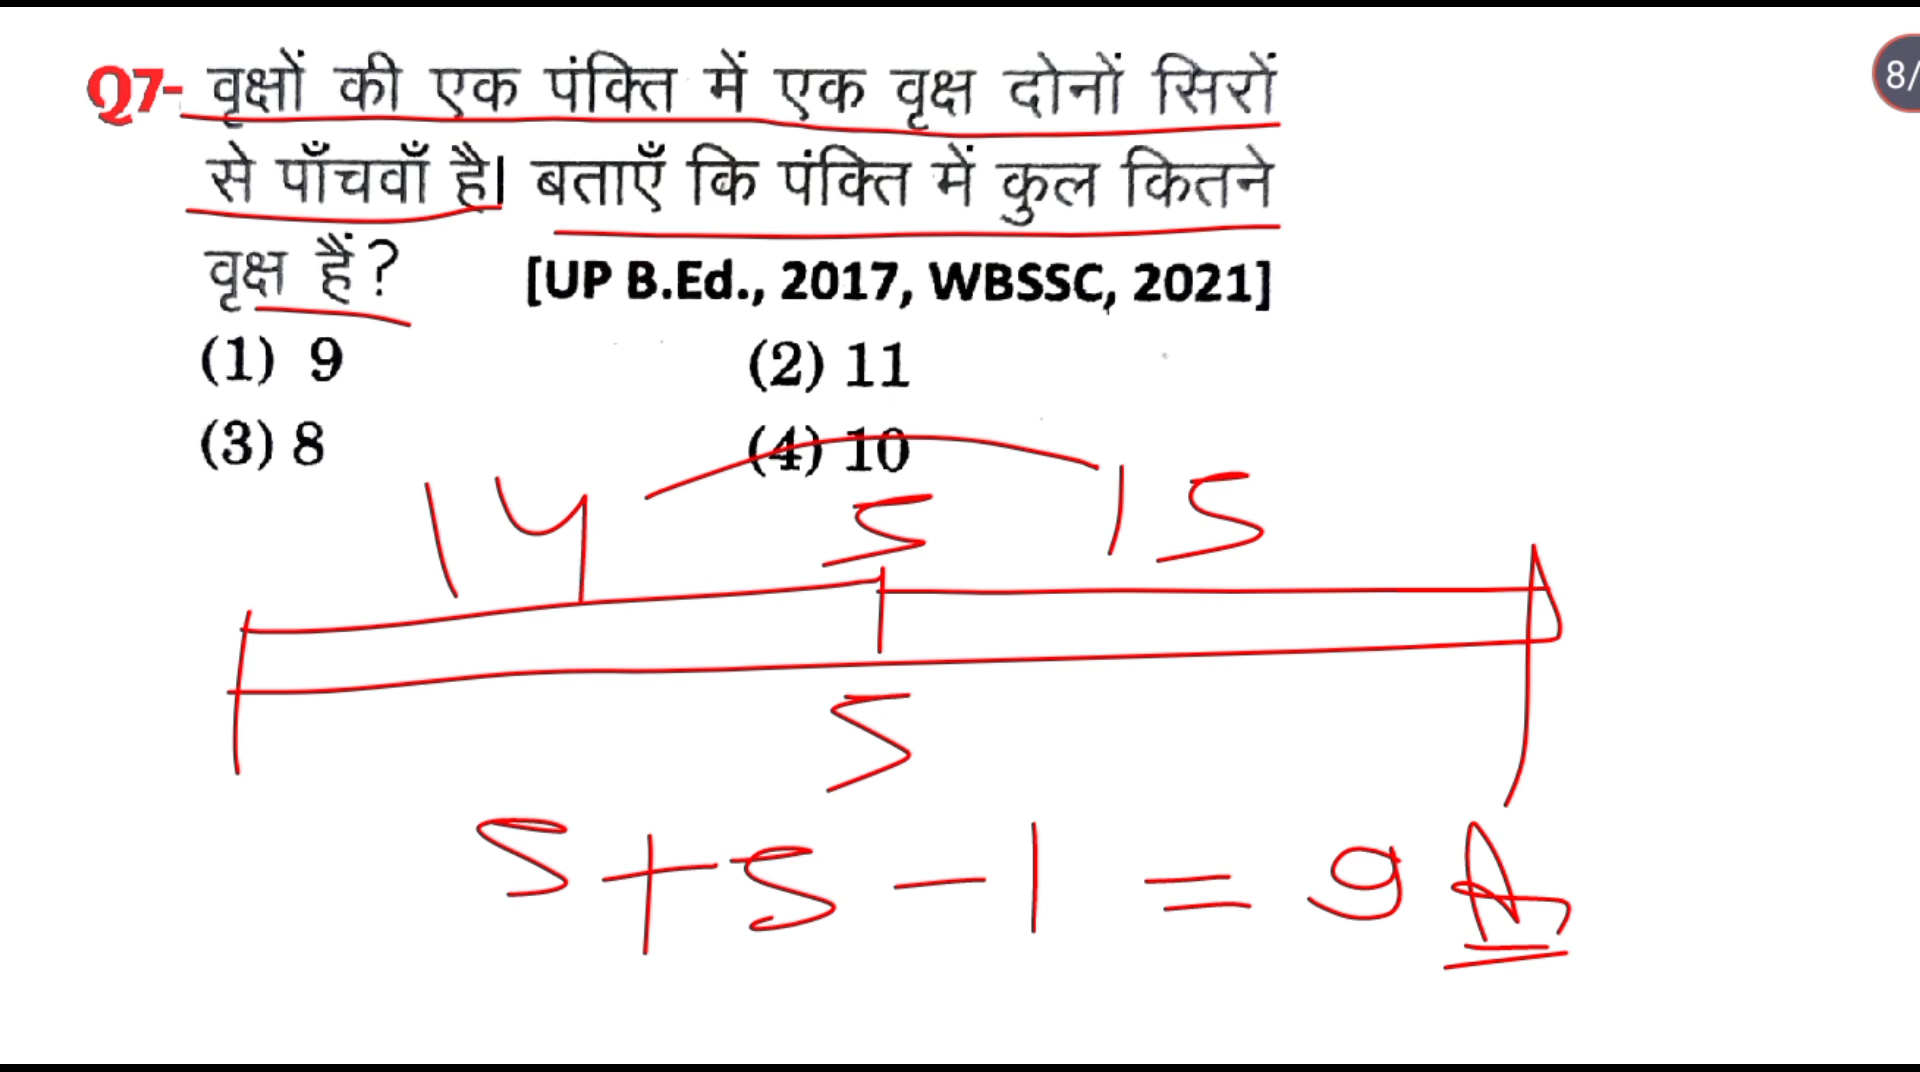 Q7- वृक्षों की एक पंक्ति में एक वृक्ष दोनों सिरों
से पाँचवाँ है। बताएँ कि पंक्ति में कुल कितने
वृक्ष हैं? [UP B.Ed., 2017, WBSSC, 2021]
(1) 9 (2) 11
(3) 8 (4) 10
14 5 15
5
5+5-1 = 9 A
8/